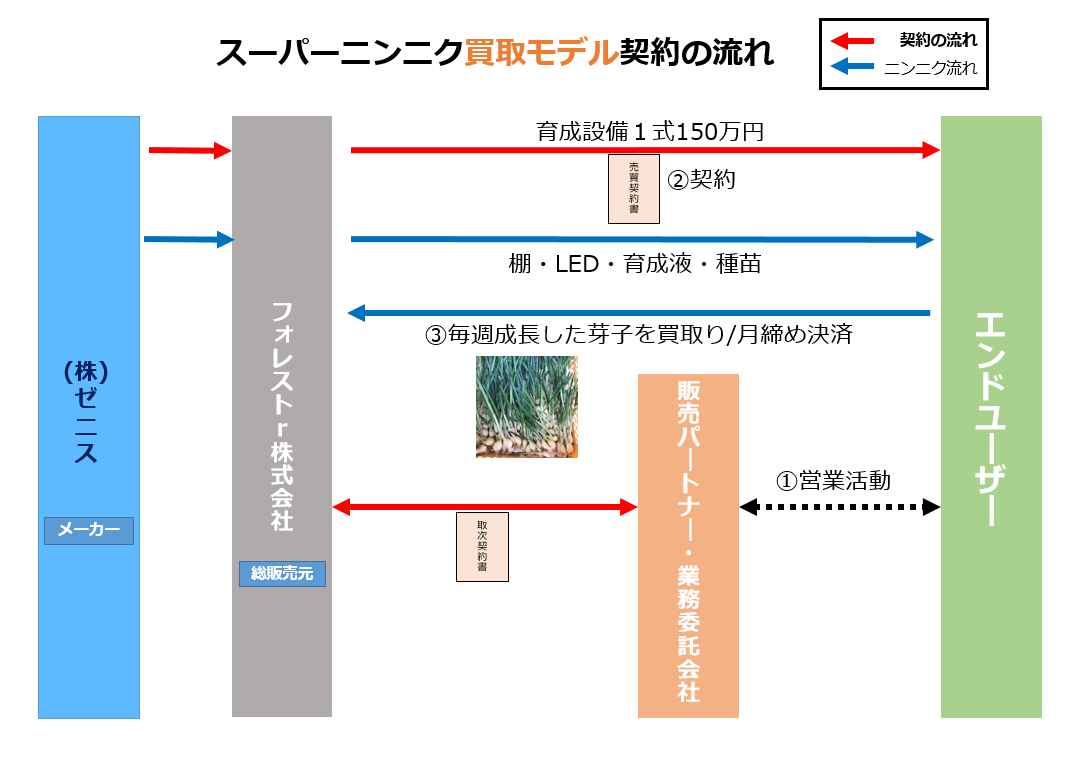 スーパーニンニク買取モデル契約の流れ
契約の流れ
ニンニク流れ
育成設備１式150万円
売買契約書
②契約
棚・LED・育成液・種苗
③毎週成長した芽子を買取り/月締め決済
(株)ゼニス
メーカー
フォレストｒ株式会社
総販売元
取次契約書
販売パートナー・業務委託会社
①営業活動
エンドユーザー